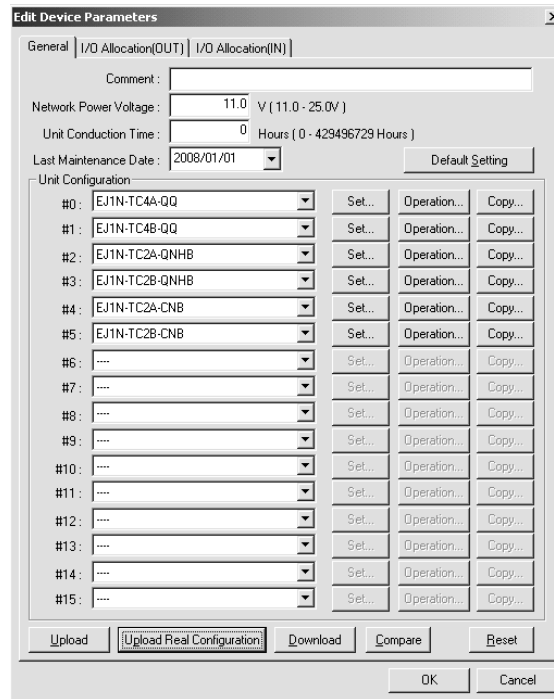 Edit Device Parameters
General I/O Allocation(OUT) I/O Allocation(IN)
Comment :
Network Power Voltage : 11.0 V ( 11.0 - 25.0V )
Unit Conduction Time : 0 Hours ( 0 - 429496729 Hours )
Last Maintenance Date : 2008/01/01 Default Setting
Unit Configuration
#0 : EJ1N-TC4A-QQ Set... Operation... Copy...
#1 : EJ1N-TC4B-QQ Set... Operation... Copy...
#2 : EJ1N-TC2A-QNHB Set... Operation... Copy...
#3 : EJ1N-TC2B-QNHB Set... Operation... Copy...
#4 : EJ1N-TC2A-CNB Set... Operation... Copy...
#5 : EJ1N-TC2B-CNB Set... Operation... Copy...
#6 : ---- Set... Operation... Copy...
#7 : ---- Set... Operation... Copy...
#8 : ---- Set... Operation... Copy...
#9 : ---- Set... Operation... Copy...
#10 : ---- Set... Operation... Copy...
#11 : ---- Set... Operation... Copy...
#12 : ---- Set... Operation... Copy...
#13 : ---- Set... Operation... Copy...
#14 : ---- Set... Operation... Copy...
#15 : ---- Set... Operation... Copy...
Upload Upload Real Configuration Download Compare Reset
OK Cancel